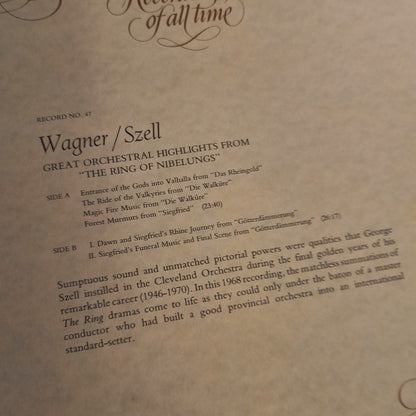 of all time
RECORD NO. 47
Wagner/Szell
GREAT ORCHESTRAL HIGHLIGHTS FROM
"THE RING OF NIBELUNGS"
SIDE A Entrance of the Gods into Valhalla from "Das Rheingold"
The Ride of the Valkyries from "Die Walküre"
Magic Fire Music from "Die Walküre"
Forest Murmurs from "Siegfried" (23:40)
SIDE B I. Dawn and Siegfried's Rhine Journey from "Götterdämmerung"
II. Siegfried's Funeral Music and Final Scene from "Götterdämmerung" (26:17)
Sumptuous sound and unmatched pictorial powers were qualities that George
Szell instilled in the Cleveland Orchestra during the final golden years of his
remarkable career (1946-1970). In this 1968 recording, the matchless summations of
The Ring dramas come to life as they could only under the baton of a master
conductor who had built a good provincial orchestra into an international
standard-setter.